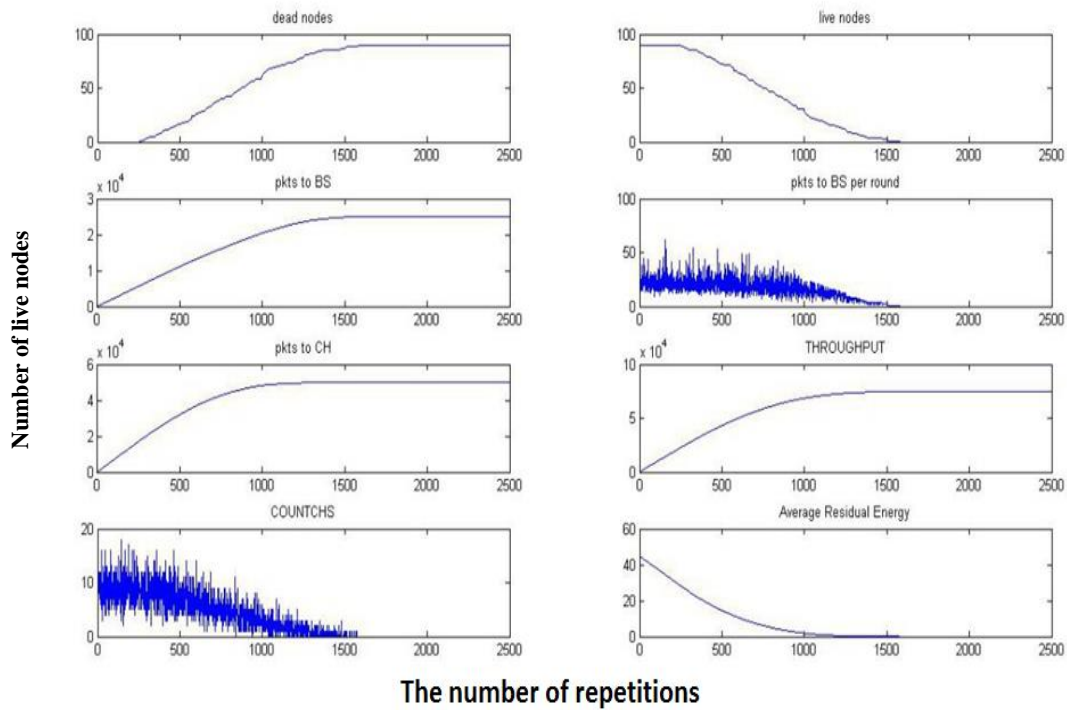 dead nodes
live nodes
100
50
0
0 500 1000 1500 2000 2500
100
50
0
0 500 1000 1500 2000 2500
x 10^4
pkts to BS
pkts to BS per round
3
2
1
0
0 500 1000 1500 2000 2500
100
50
0
0 500 1000 1500 2000 2500
Number of live nodes
x 10^4
pkts to CH
x 10^4
THROUGHPUT
6
4
2
0
0 500 1000 1500 2000 2500
10
5
0
0 500 1000 1500 2000 2500
COUNTCHS
Average Residual Energy
20
10
0
0 500 1000 1500 2000 2500
60
40
20
0
0 500 1000 1500 2000 2500
The number of repetitions